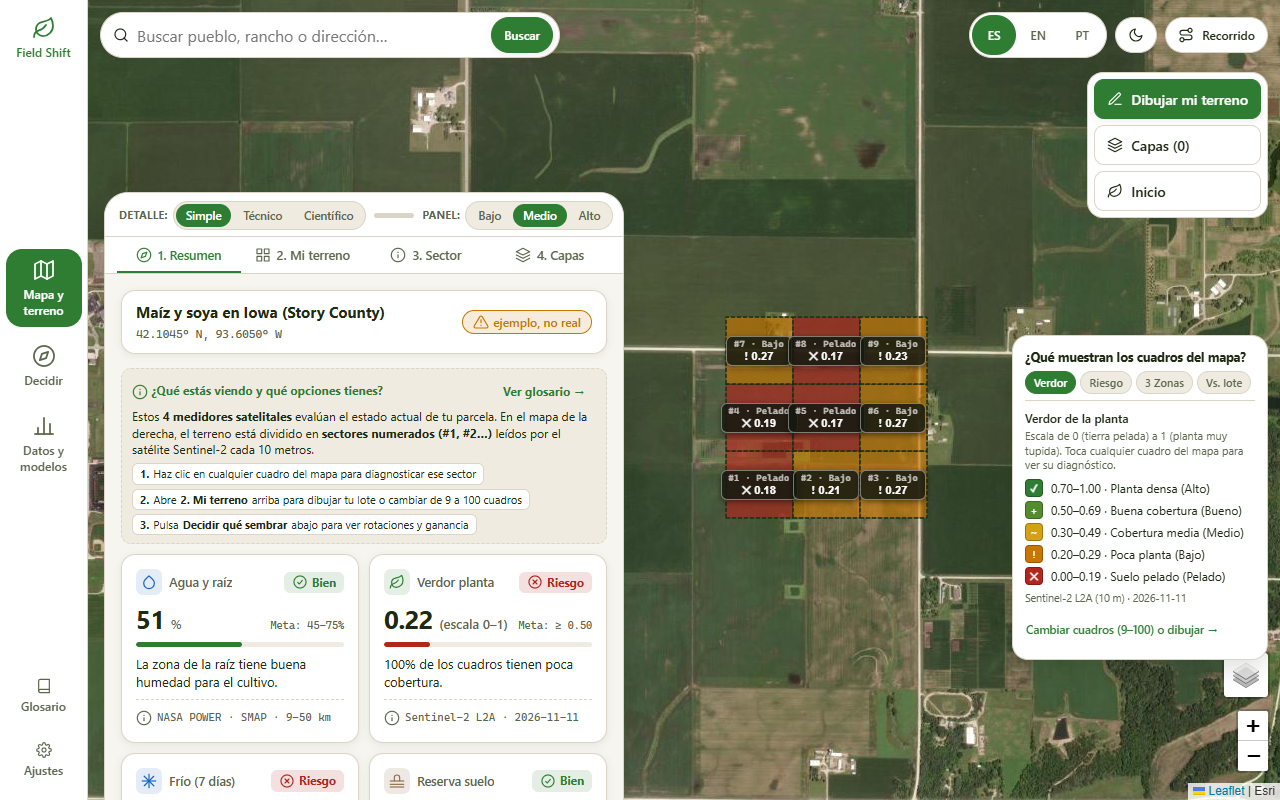 Field Shift
Buscar pueblo, rancho o dirección...
Buscar
ES
EN
PT
Recorrido
Dibujar mi terreno
Capas (0)
Inicio
Mapa y
terreno
Decidir
Datos y
modelos
Glosario
Ajustes
DETALLE:
Simple
Técnico
Científico
PANEL:
Bajo
Medio
Alto
1. Resumen
2. Mi terreno
3. Sector
4. Capas
Maíz y soya en Iowa (Story County)
42.1045° N, 93.6050° W
ejemplo, no real
¿Qué estás viendo y qué opciones tienes?
Ver glosario →
Estos 4 medidores satelitales evalúan el estado actual de tu parcela. En el mapa de la
derecha, el terreno está dividido en sectores numerados (#1, #2...) leídos por el
satélite Sentinel-2 cada 10 metros.
1. Haz clic en cualquier cuadro del mapa para diagnosticar ese sector
2. Abre 2. Mi terreno arriba para dibujar tu lote o cambiar de 9 a 100 cuadros
3. Pulsa Decidir qué sembrar abajo para ver rotaciones y ganancia
Agua y raíz
Bien
51 %
Meta: 45–75%
La zona de la raíz tiene buena
humedad para el cultivo.
NASA POWER · SMAP · 9–50 km
Verdor planta
Riesgo
0.22 (escala 0–1)
Meta: ≥ 0.50
100% de los cuadros tienen poca
cobertura.
Sentinel-2 L2A · 2026-11-11
Frío (7 días)
Riesgo
Reserva suelo
Bien
#7 · Bajo
! 0.27
#8 · Pelado
✕ 0.17
#9 · Bajo
! 0.23
#4 · Pelado
✕ 0.19
#5 · Pelado
✕ 0.17
#6 · Bajo
! 0.27
#1 · Pelado
✕ 0.18
#2 · Bajo
! 0.21
#3 · Bajo
! 0.27
¿Qué muestran los cuadros del mapa?
Verdor
Riesgo
3 Zonas
Vs. lote
Verdor de la planta
Escala de 0 (tierra pelada) a 1 (planta muy
tupida). Toca cualquier cuadro del mapa para
ver su diagnóstico.
0.70–1.00 · Planta densa (Alto)
0.50–0.69 · Buena cobertura (Bueno)
0.30–0.49 · Cobertura media (Medio)
0.20–0.29 · Poca planta (Bajo)
0.00–0.19 · Suelo pelado (Pelado)
Sentinel-2 L2A (10 m) · 2026-11-11
Cambiar cuadros (9–100) o dibujar →
+
−
Leaflet | Esri